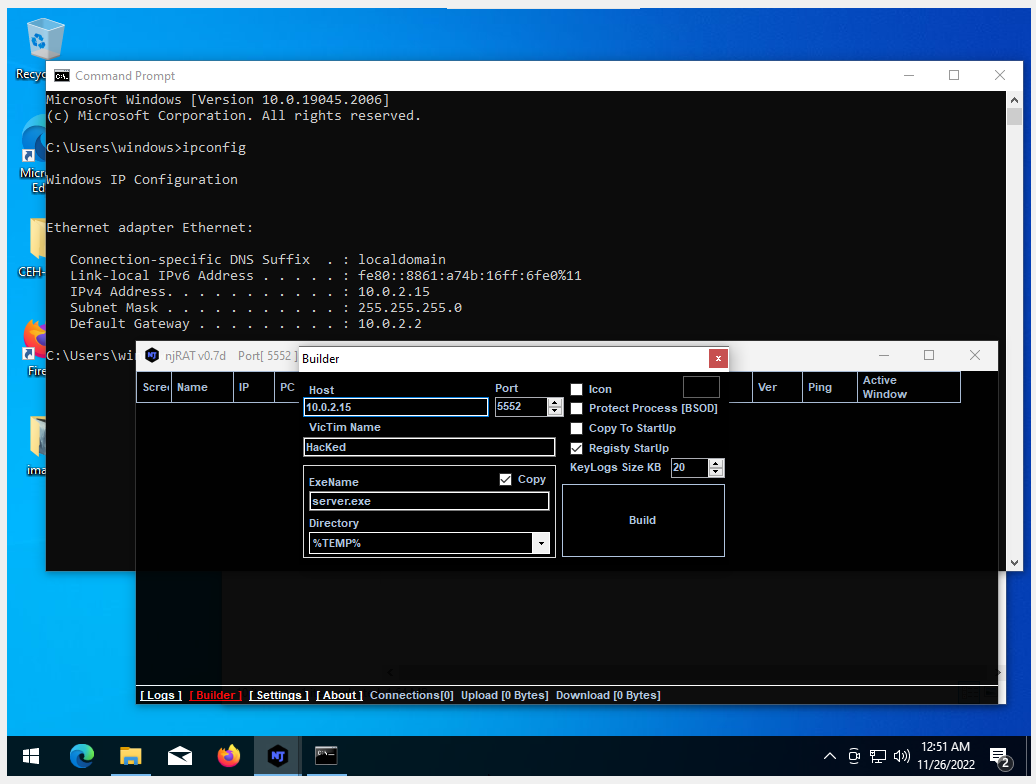 Recyc
Command Prompt
Microsoft Windows [Version 10.0.19045.2006]
(c) Microsoft Corporation. All rights reserved.
C:\Users\windows>ipconfig
Micr
Ed
Windows IP Configuration
Ethernet adapter Ethernet:
CEH-
Connection-specific DNS Suffix . : localdomain
Link-local IPv6 Address . . . . . : fe80::8861:a74b:16ff:6fe0%11
IPv4 Address. . . . . . . . . . . : 10.0.2.15
Subnet Mask . . . . . . . . . . . : 255.255.255.0
Default Gateway . . . . . . . . . : 10.0.2.2
C:\Users\wi
Fire
ima
NJ njRAT v0.7d Port[ 5552 ]
Builder
Scree Name IP PC Ver Ping Active
Window
Host Port Icon
10.0.2.15 5552 Protect Process [BSOD]
VicTim Name Copy To StartUp
HacKed Registy StarUp
KeyLogs Size KB 20
ExeName Copy
server.exe
Directory Build
%TEMP%
[ Logs ] [ Builder ] [ Settings ] [ About ] Connections[0] Upload [0 Bytes] Download [0 Bytes]
NJ
12:51 AM
11/26/2022
2